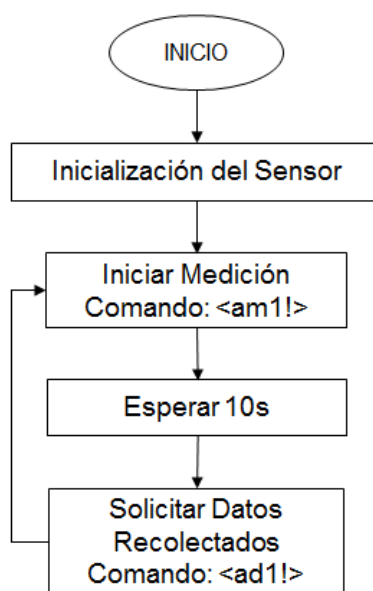 INICIO
Inicialización del Sensor
Iniciar Medición
Comando: <am1!>
Esperar 10s
Solicitar Datos
Recolectados
Comando: <ad1!>